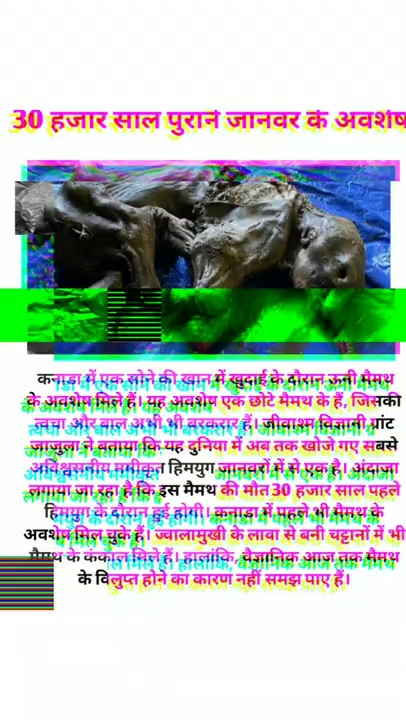 30 हजार साल पुराने जानवर के अवशेष
कनाडा में एक सोने की खान में खुदाई के दौरान ऊनी मैमथ
के अवशेष मिले हैं। यह अवशेष एक छोटे मैमथ के हैं, जिसकी
त्वचा और बाल अभी भी बरकरार हैं। जीवाश्म विज्ञानी ग्रांट
जाजुला ने बताया कि यह दुनिया में अब तक खोजे गए सबसे
अविश्वसनीय ममीकृत हिमयुग जानवरों में से एक है। अंदाजा
लगाया जा रहा है कि इस मैमथ की मौत 30 हजार साल पहले
हिमयुग के दौरान हुई होगी। कनाडा में पहले भी मैमथ के
अवशेष मिल चुके हैं। ज्वालामुखी के लावा से बनी चट्टानों में भी
मैमथ के कंकाल मिले हैं। हालांकि, वैज्ञानिक आज तक मैमथ
के विलुप्त होने का कारण नहीं समझ पाए हैं।